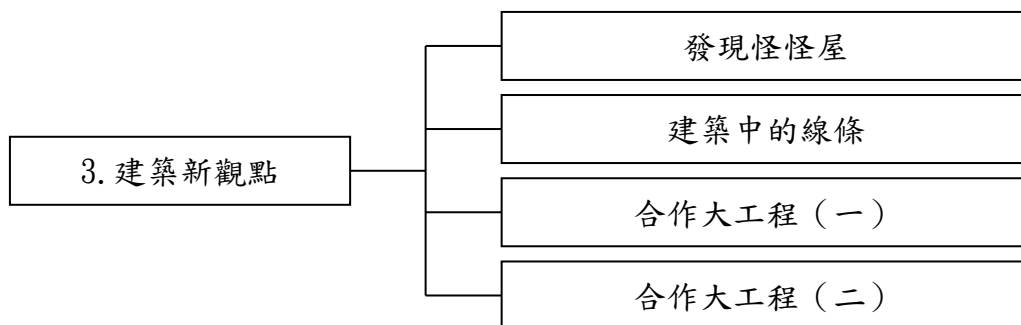 發現怪怪屋
建築中的線條
3.建築新觀點
合作大工程（一）
合作大工程（二）